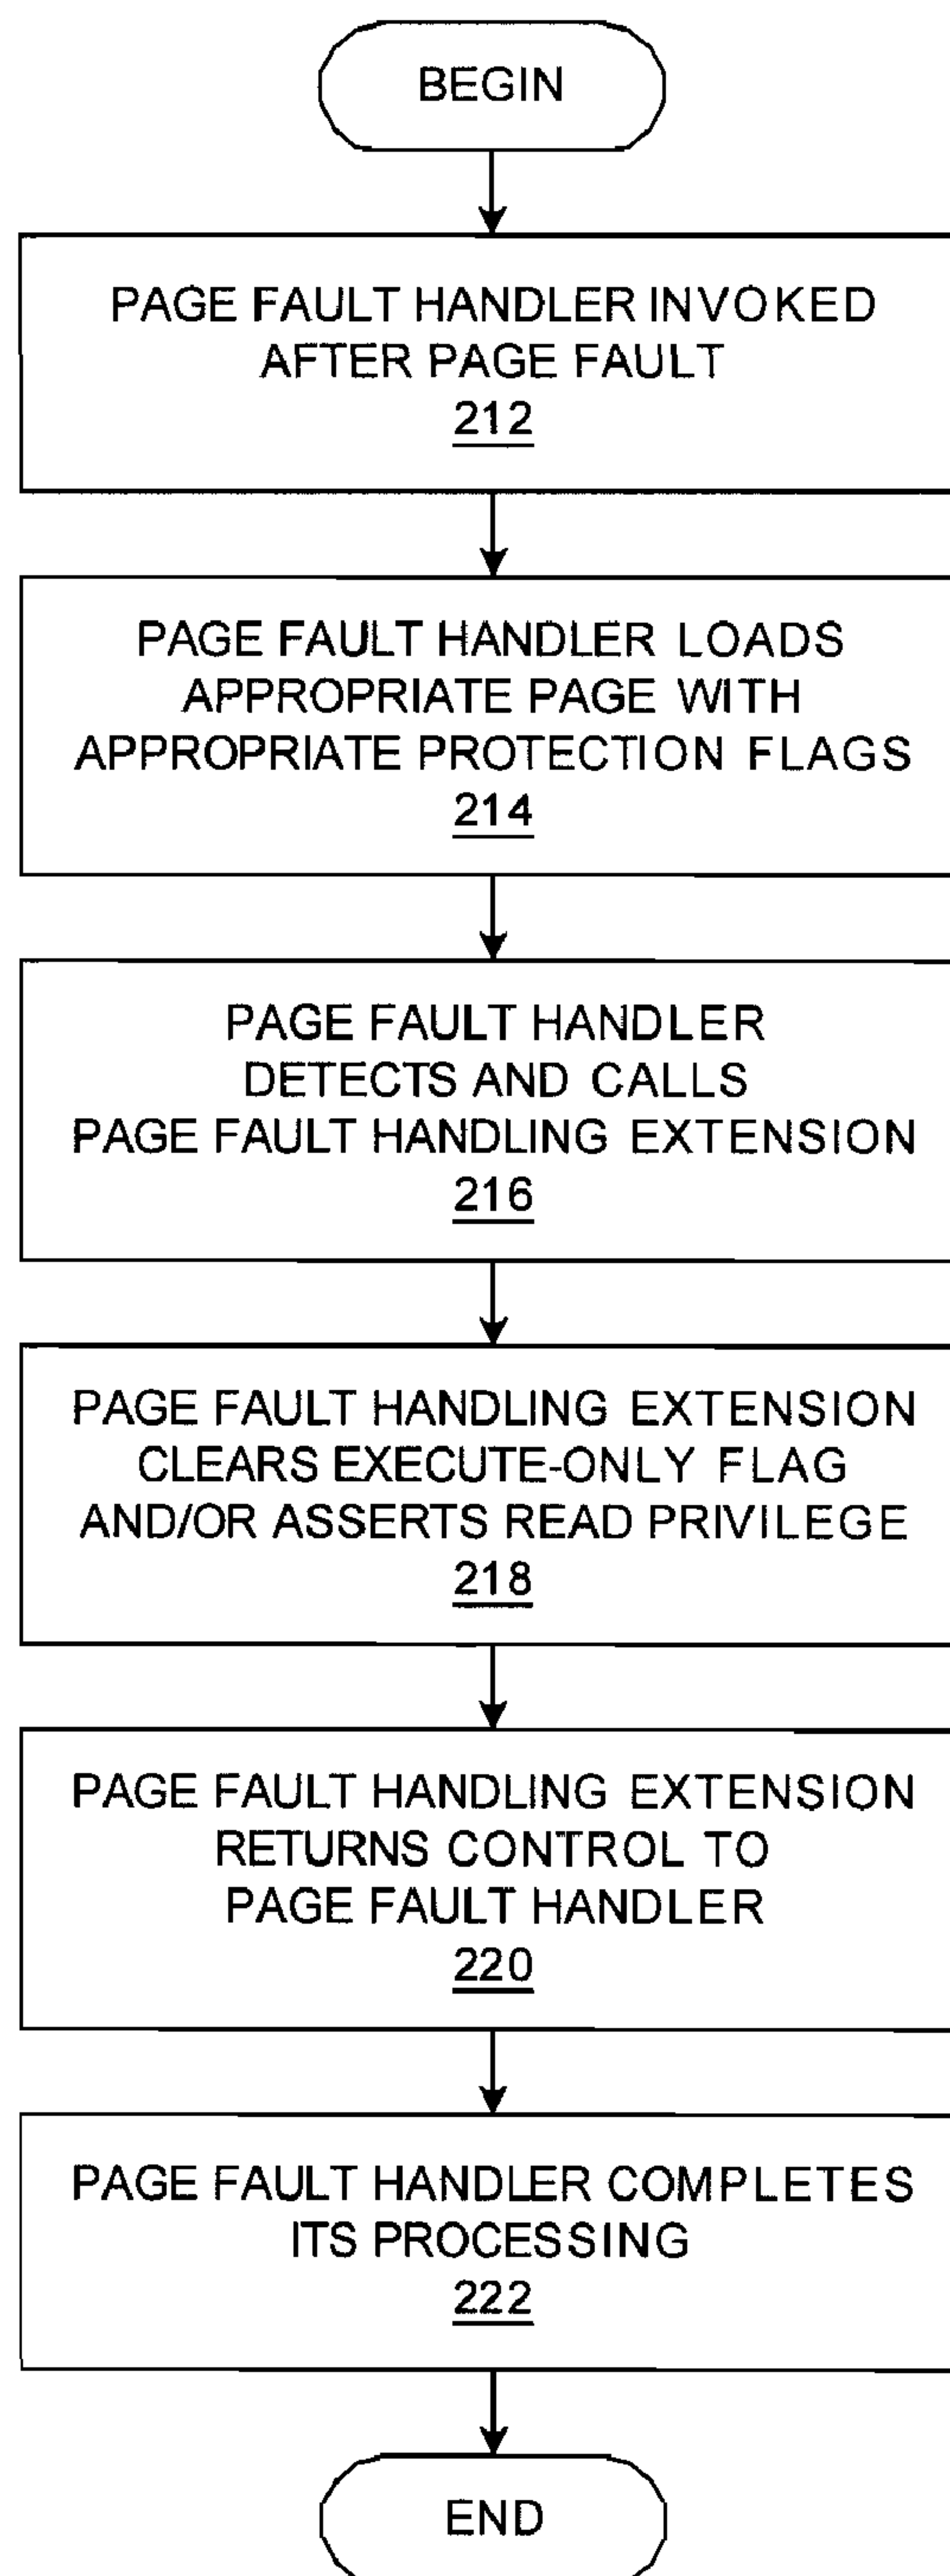 BEGIN
PAGE FAULT HANDLER INVOKED
AFTER PAGE FAULT
212
PAGE FAULT HANDLER LOADS
APPROPRIATE PAGE WITH
APPROPRIATE PROTECTION FLAGS
214
PAGE FAULT HANDLER
DETECTS AND CALLS
PAGE FAULT HANDLING EXTENSION
216
PAGE FAULT HANDLING EXTENSION
CLEARS EXECUTE-ONLY FLAG
AND/OR ASSERTS READ PRIVILEGE
218
PAGE FAULT HANDLING EXTENSION
RETURNS CONTROL TO
PAGE FAULT HANDLER
220
PAGE FAULT HANDLER COMPLETES
ITS PROCESSING
222
END